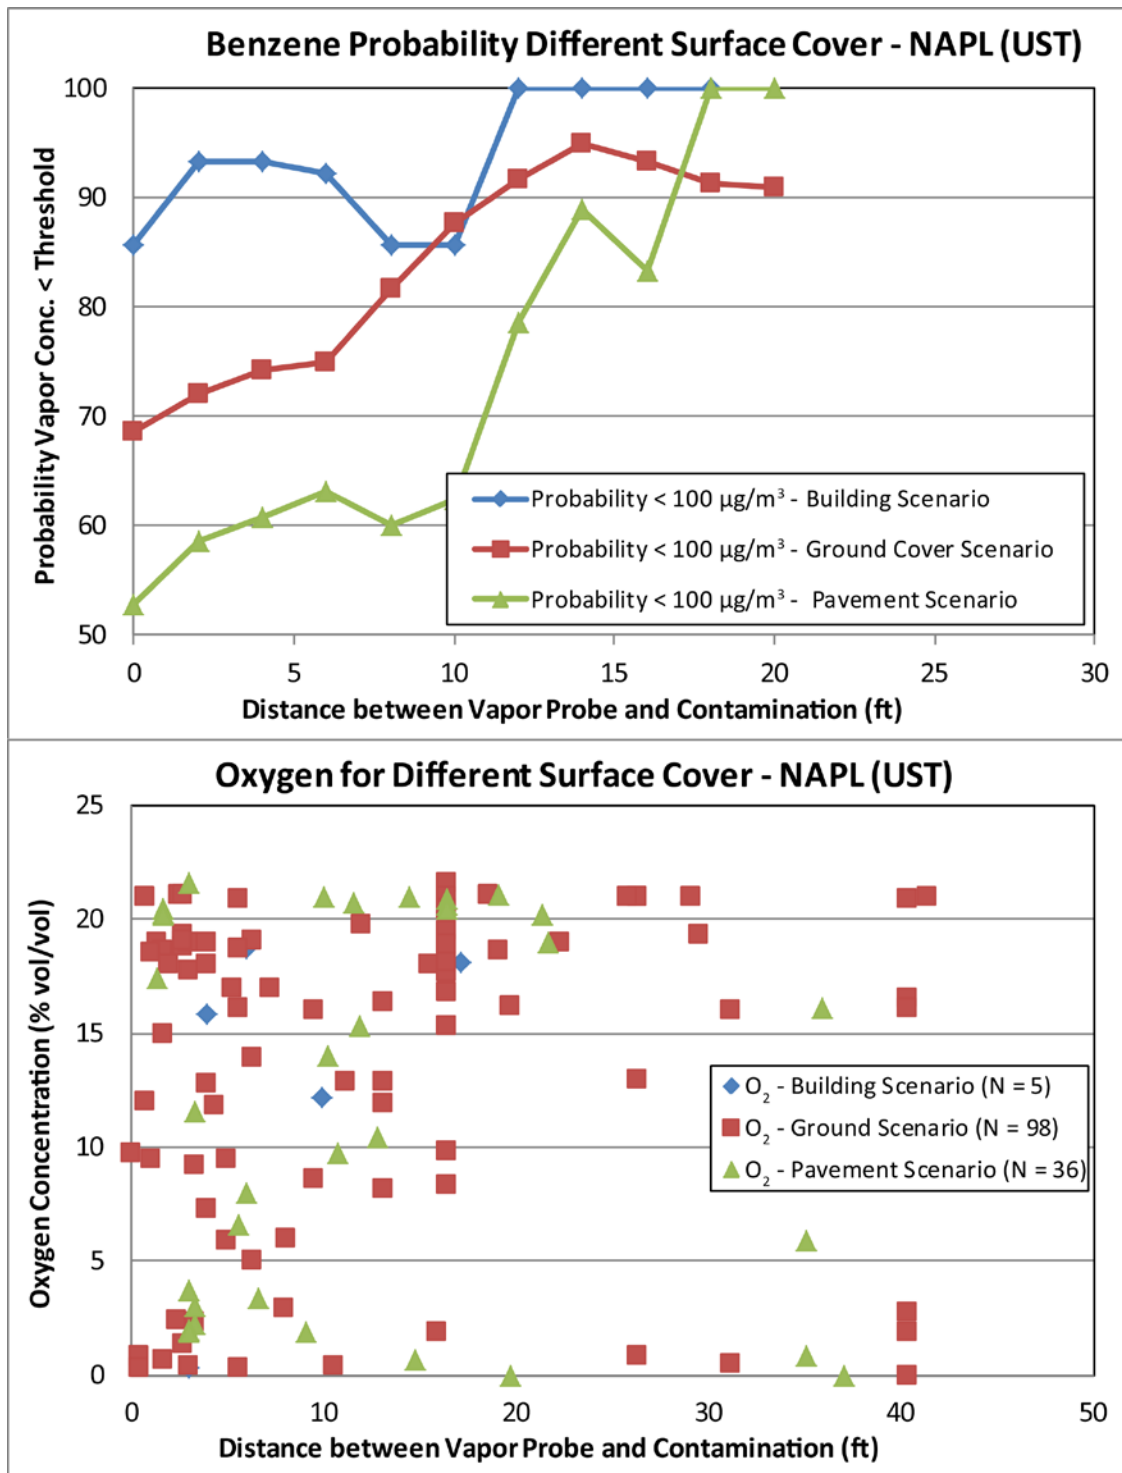 Benzene Probability Different Surface Cover - NAPL (UST)
Probability Vapor Conc. < Threshold
100
90
80
70
60
50
Probability < 100 µg/m³ - Building Scenario
Probability < 100 µg/m³ - Ground Cover Scenario
Probability < 100 µg/m³ - Pavement Scenario
0 5 10 15 20 25 30
Distance between Vapor Probe and Contamination (ft)
Oxygen for Different Surface Cover - NAPL (UST)
Oxygen Concentration (% vol/vol)
25
20
15
10
5
0
O₂ - Building Scenario (N = 5)
O₂ - Ground Scenario (N = 98)
O₂ - Pavement Scenario (N = 36)
0 10 20 30 40 50
Distance between Vapor Probe and Contamination (ft)